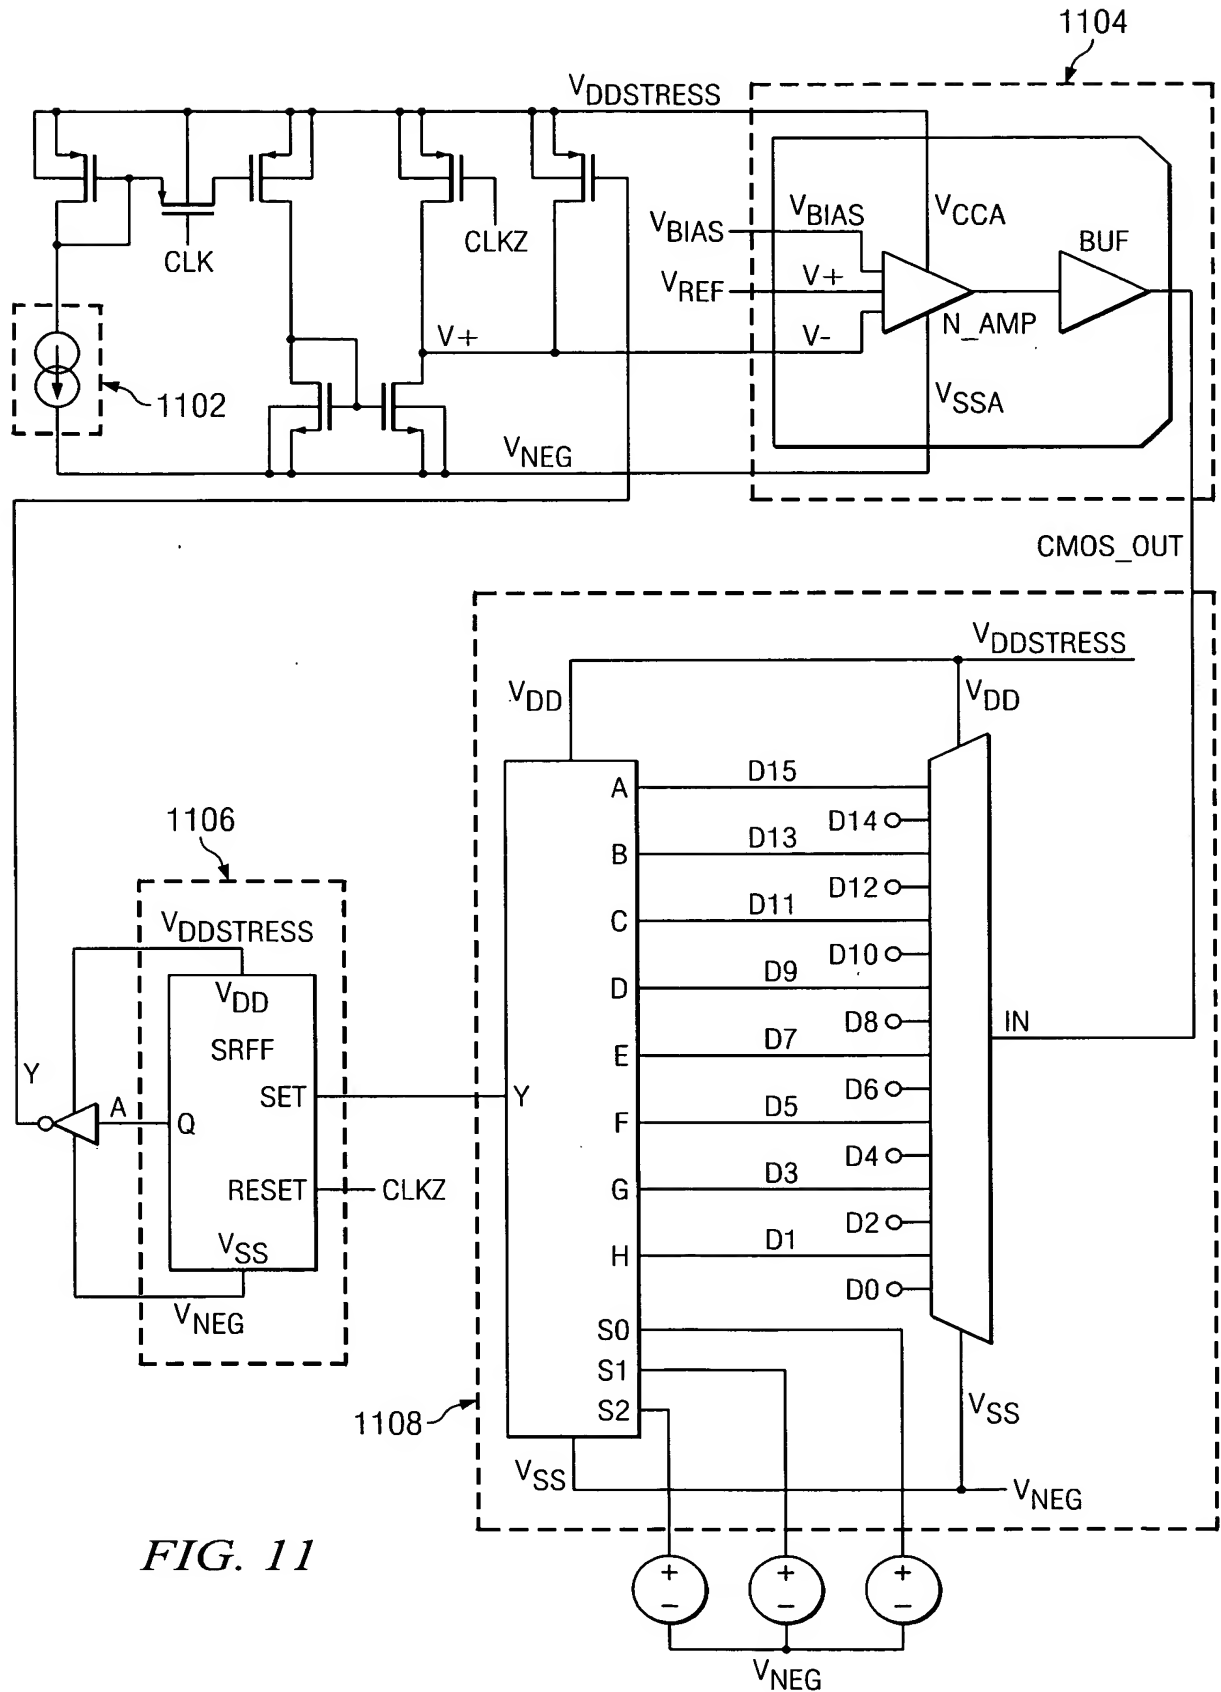 1104
VDDSTRESS
VBIAS
VBIAS
VCCA
BUF
CLK
CLKZ
VREF
V+
N_AMP
V+
V-
1102
VSSA
VNEG
CMOS_OUT
VDDSTRESS
VDD
VDD
A
D15
D14
B
D13
D12
C
D11
D10
D
D9
D8
E
D7
IN
D6
F
D5
D4
G
D3
D2
H
D1
D0
S0
S1
S2
1106
VDDSTRESS
VDD
SRFF
Y
SET
Y
A
Q
RESET
CLKZ
VSS
VNEG
1108
VSS
VSS
VNEG
FIG. 11
+
+
+
−
−
−
VNEG